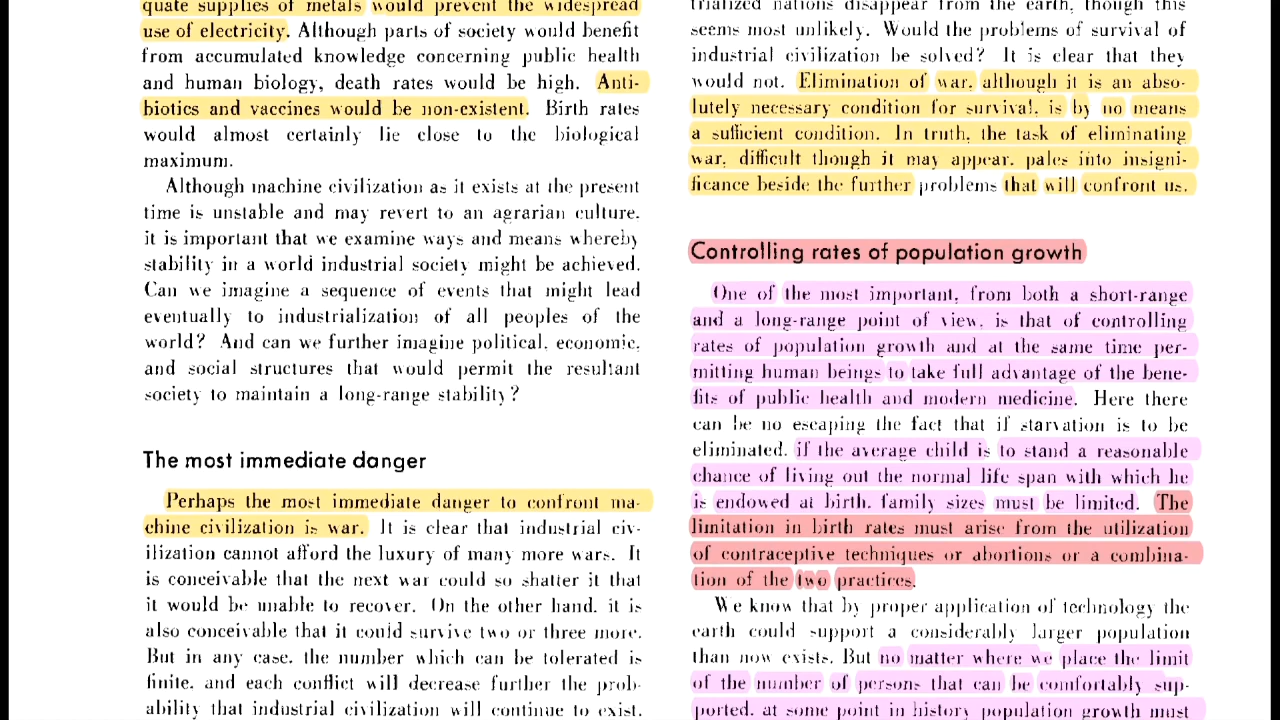 quate supplies of metals would prevent the widespread
use of electricity. Although parts of society would benefit
from accumulated knowledge concerning public health
and human biology, death rates would be high. Anti-
biotics and vaccines would be non-existent. Birth rates
would almost certainly lie close to the biological
maximum.
Although machine civilization as it exists at the present
time is unstable and may revert to an agrarian culture,
it is important that we examine ways and means whereby
stability in a world industrial society might be achieved.
Can we imagine a sequence of events that might lead
eventually to industrialization of all peoples of the
world? And can we further imagine political, economic,
and social structures that would permit the resultant
society to maintain a long-range stability?
The most immediate danger
Perhaps the most immediate danger to confront ma-
chine civilization is war. It is clear that industrial civ-
ilization cannot afford the luxury of many more wars. It
is conceivable that the next war could so shatter it that
it would be unable to recover. On the other hand, it is
also conceivable that it could survive two or three more.
But in any case, the number which can be tolerated is
finite, and each conflict will decrease further the prob-
ability that industrial civilization will continue to exist.
trialized nations disappear from the earth, though this
seems most unlikely. Would the problems of survival of
industrial civilization be solved? It is clear that they
would not. Elimination of war, although it is an abso-
lutely necessary condition for survival, is by no means
a sufficient condition. In truth, the task of eliminating
war, difficult though it may appear, pales into insigni-
ficance beside the further problems that will confront us.
Controlling rates of population growth
One of the most important, from both a short-range
and a long-range point of view, is that of controlling
rates of population growth and at the same time per-
mitting human beings to take full advantage of the bene-
fits of public health and modern medicine. Here there
can be no escaping the fact that if starvation is to be
eliminated, if the average child is to stand a reasonable
chance of living out the normal life span with which he
is endowed at birth, family sizes must be limited. The
limitation in birth rates must arise from the utilization
of contraceptive techniques or abortions or a combina-
tion of the two practices.
We know that by proper application of technology the
earth could support a considerably larger population
than now exists. But no matter where we place the limit
of the number of persons that can be comfortably sup-
ported, at some point in history population growth must